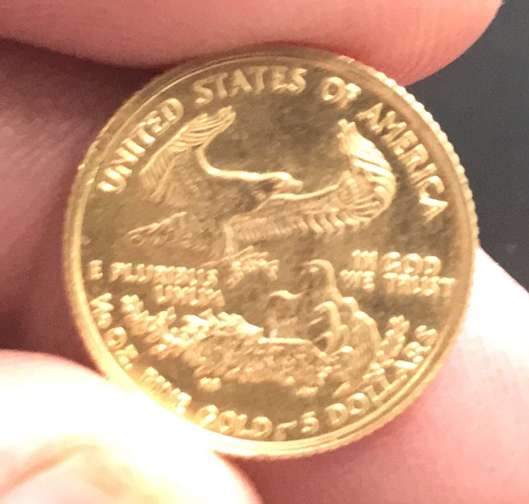 UNITED STATES OF AMERICA
E PLURIBUS
UNUM
IN GOD
WE TRUST
1/10 OZ. FINE GOLD~5 DOLLARS